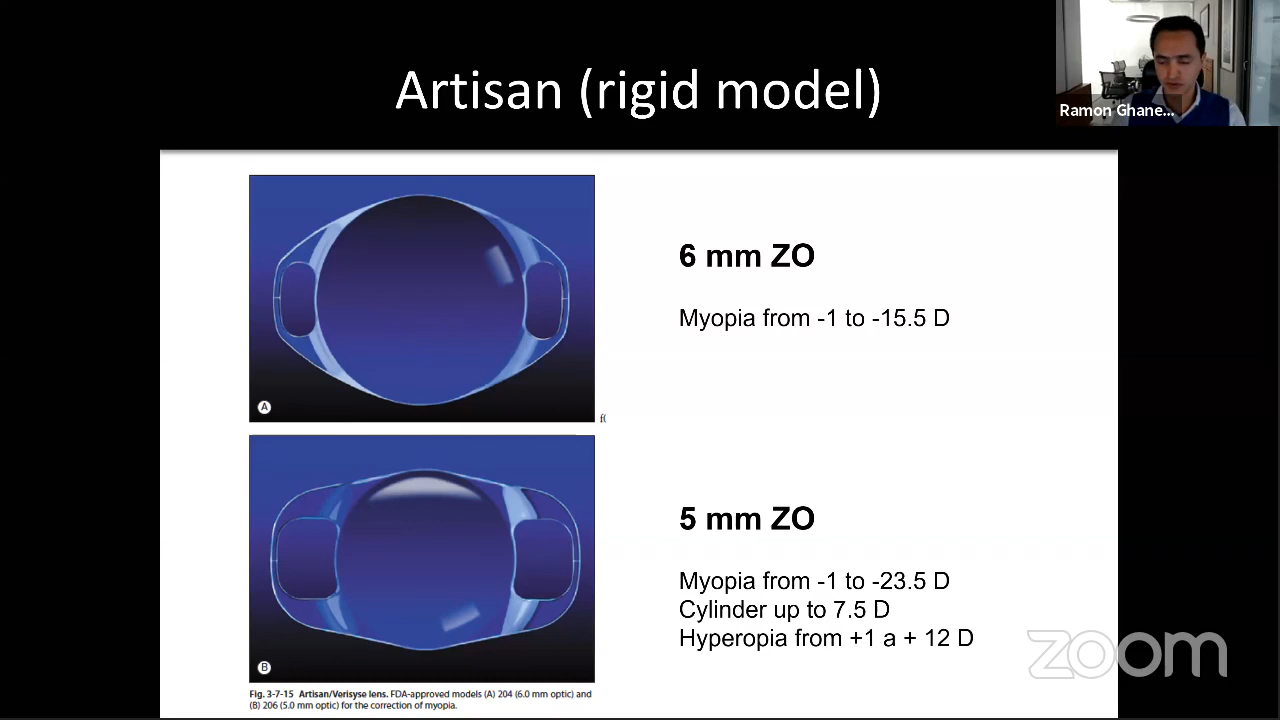 Artisan (rigid model)
Ramon Ghane...
6 mm ZO
Myopia from -1 to -15.5 D
A
f(
5 mm ZO
Myopia from -1 to -23.5 D
Cylinder up to 7.5 D
Hyperopia from +1 a + 12 D
B
zoom
Fig. 3-7-15 Artisan/Verisyse lens. FDA-approved models (A) 204 (6.0 mm optic) and
(B) 206 (5.0 mm optic) for the correction of myopia.